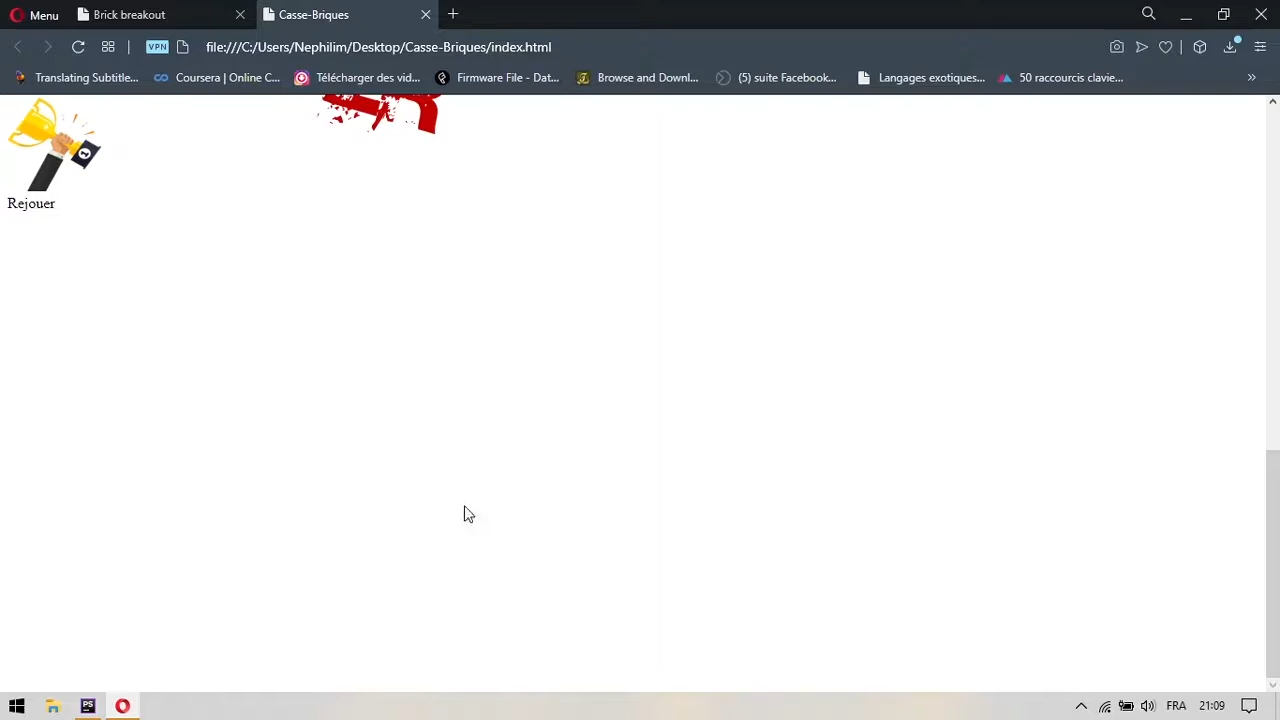 Menu
Brick breakout
Casse-Briques
VPN
file:///C:/Users/Nephilim/Desktop/Casse-Briques/index.html
Translating Subtitle...
Coursera | Online C...
Télécharger des vid...
Firmware File - Dat...
Browse and Downl...
(5) suite Facebook...
Langages exotiques...
50 raccourcis clavie...
Rejouer
PS
FRA
21:09